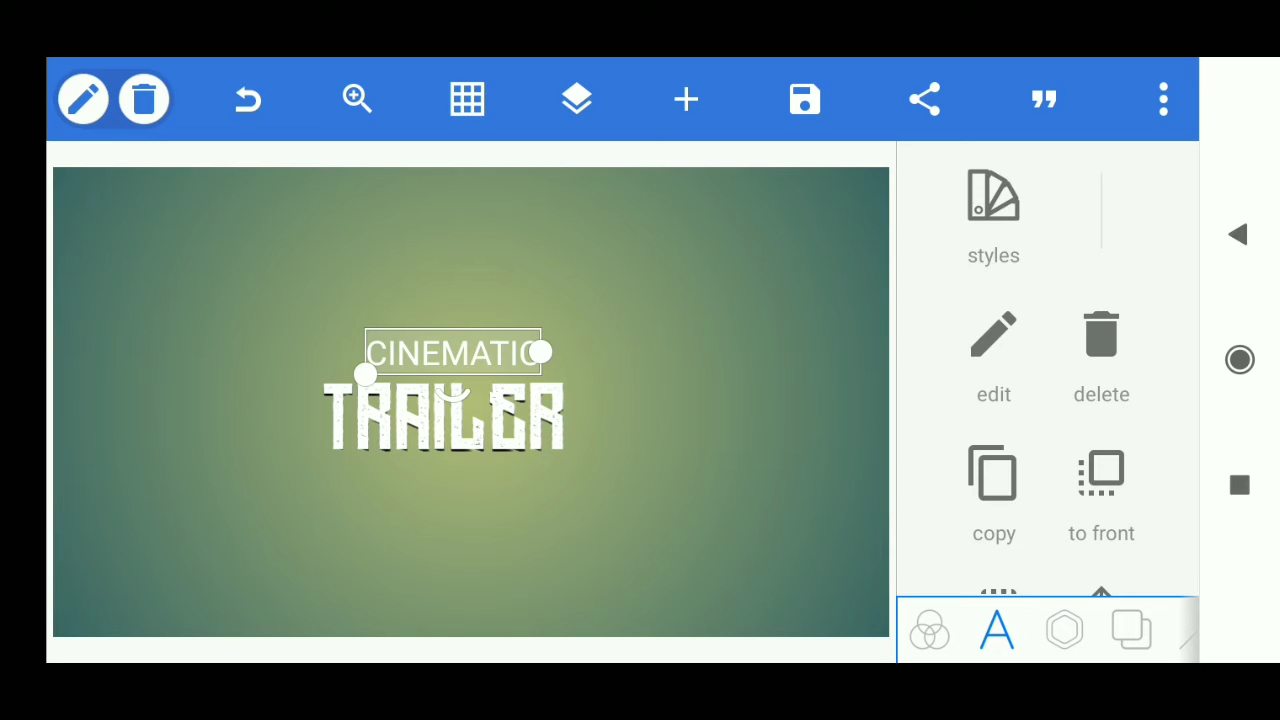 styles
CINEMATIC
TRAILER
edit
delete
copy
to front